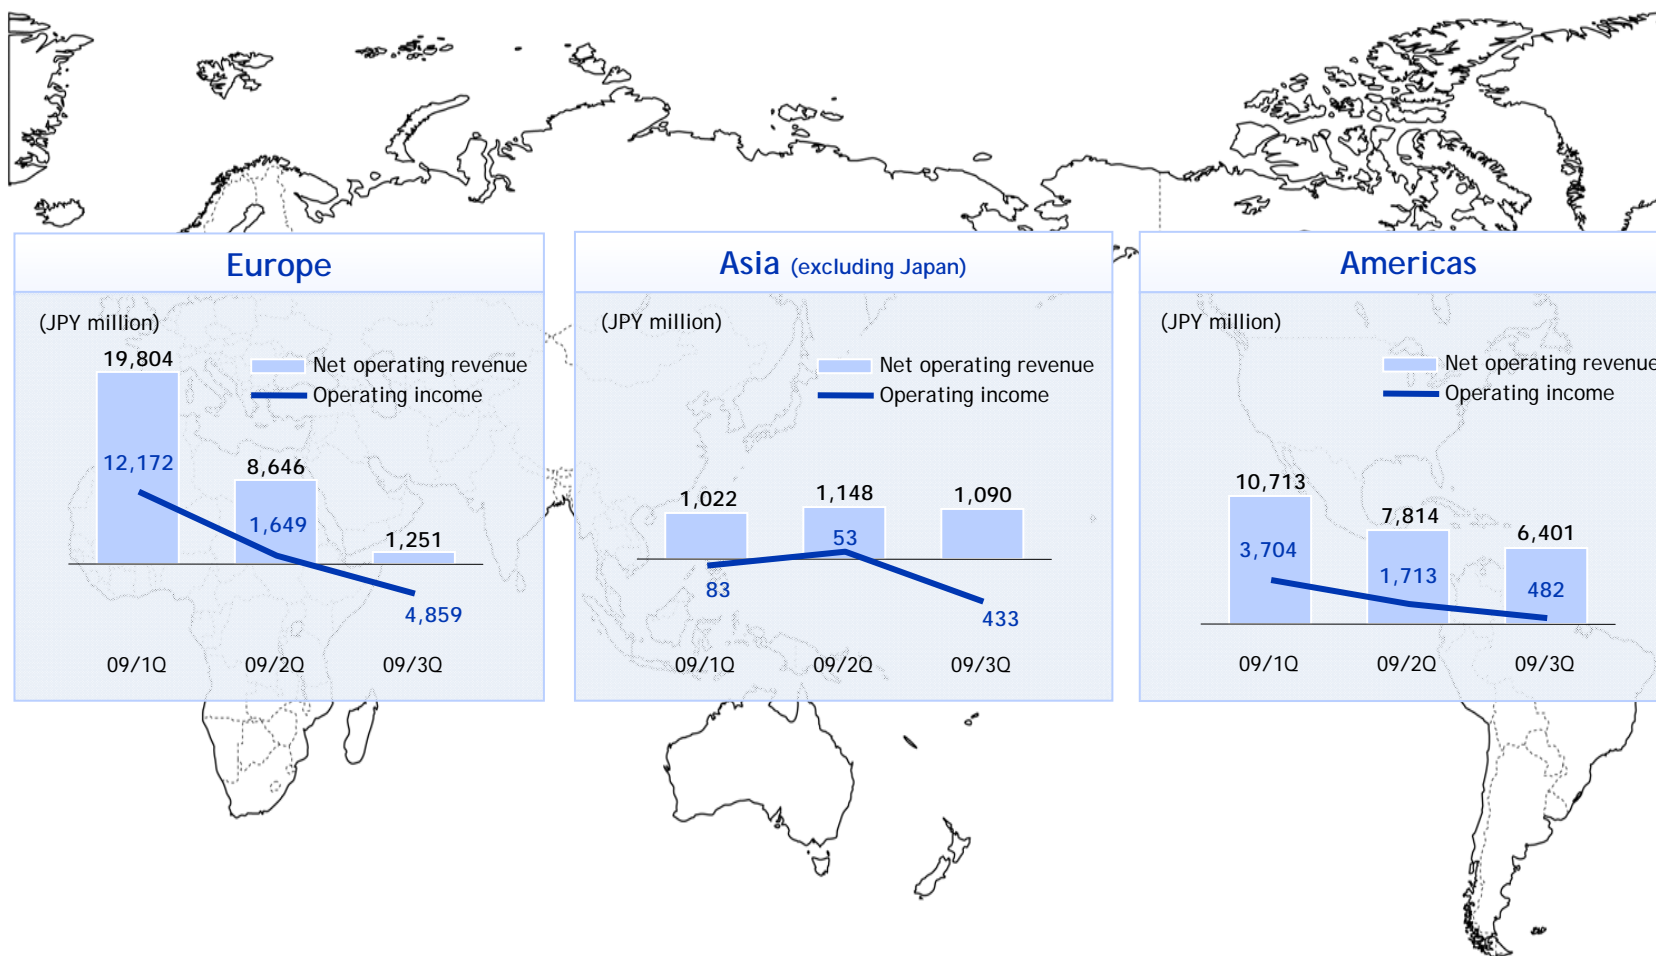 Europe
(JPY million)
19,804
Net operating revenue
Operating income
12,172
8,646
1,649
1,251
4,859
09/1Q 09/2Q 09/3Q
Asia (excluding Japan)
(JPY million)
Net operating revenue
Operating income
1,022
1,148
1,090
53
83
433
09/1Q 09/2Q 09/3Q
Americas
(JPY million)
Net operating revenue
Operating income
10,713
7,814
6,401
3,704
1,713
482
09/1Q 09/2Q 09/3Q